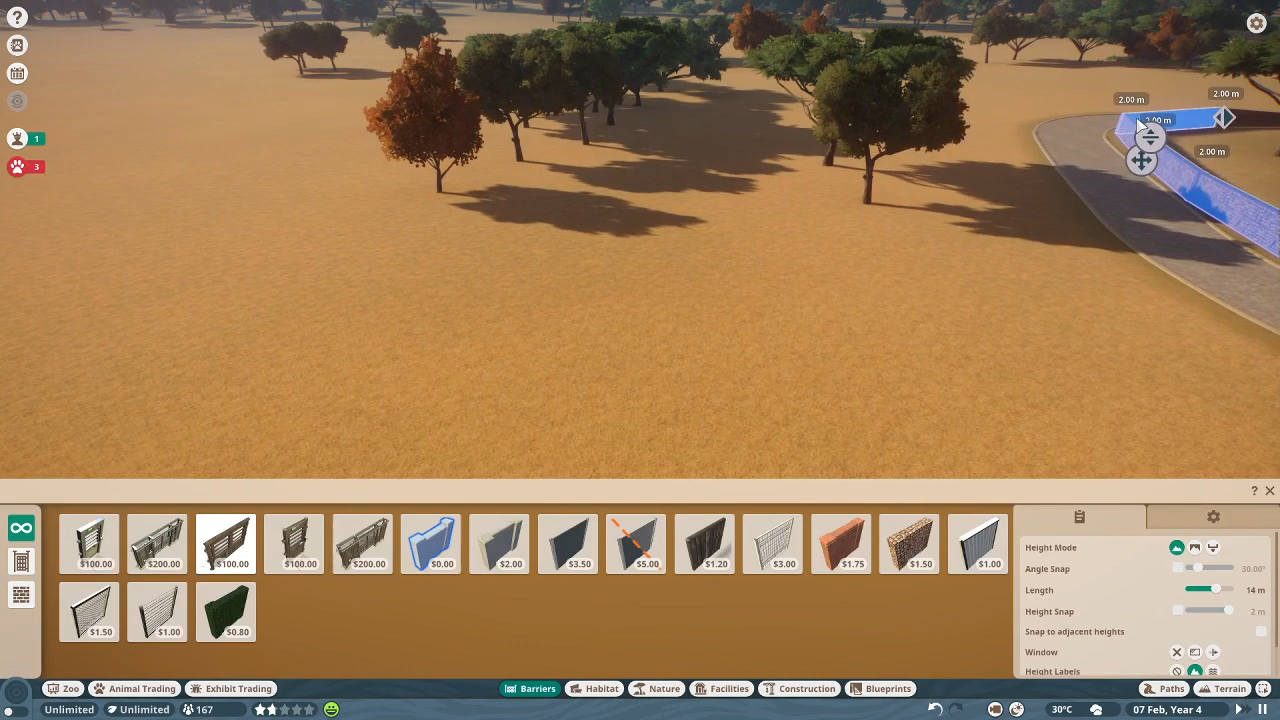 ?
1
3
2.00 m
2.00 m
2.00 m
2.00 m
?
$100.00
$200.00
$100.00
$100.00
$200.00
$0.00
$2.00
$3.50
$5.00
$1.20
$3.00
$1.75
$1.50
$1.00
$1.50
$1.00
$0.80
Height Mode
Angle Snap 30.00°
Length 14 m
Height Snap 2 m
Snap to adjacent heights
Window
Height Labels
Zoo
Animal Trading
Exhibit Trading
Barriers
Habitat
Nature
Facilities
Construction
Blueprints
Paths
Terrain
Unlimited
Unlimited
167
30°C
07 Feb, Year 4